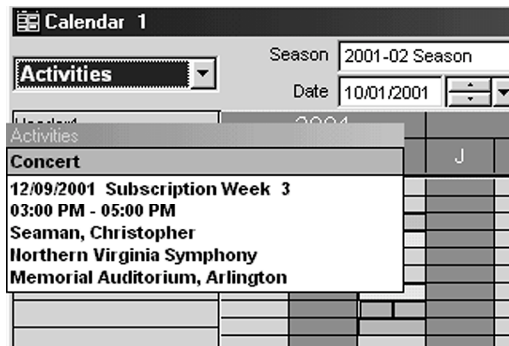 Calendar 1
Season 2001-02 Season
Activities
Date 10/01/2001
Activities
J
Concert
12/09/2001 Subscription Week 3
03:00 PM - 05:00 PM
Seaman, Christopher
Northern Virginia Symphony
Memorial Auditorium, Arlington